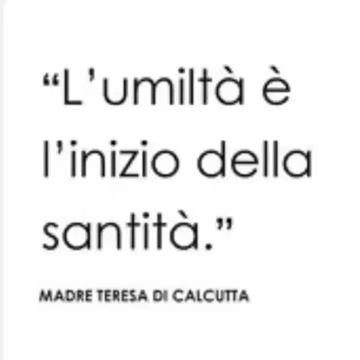 “L’umiltà è
l’inizio della
santità.”
MADRE TERESA DI CALCUTTA